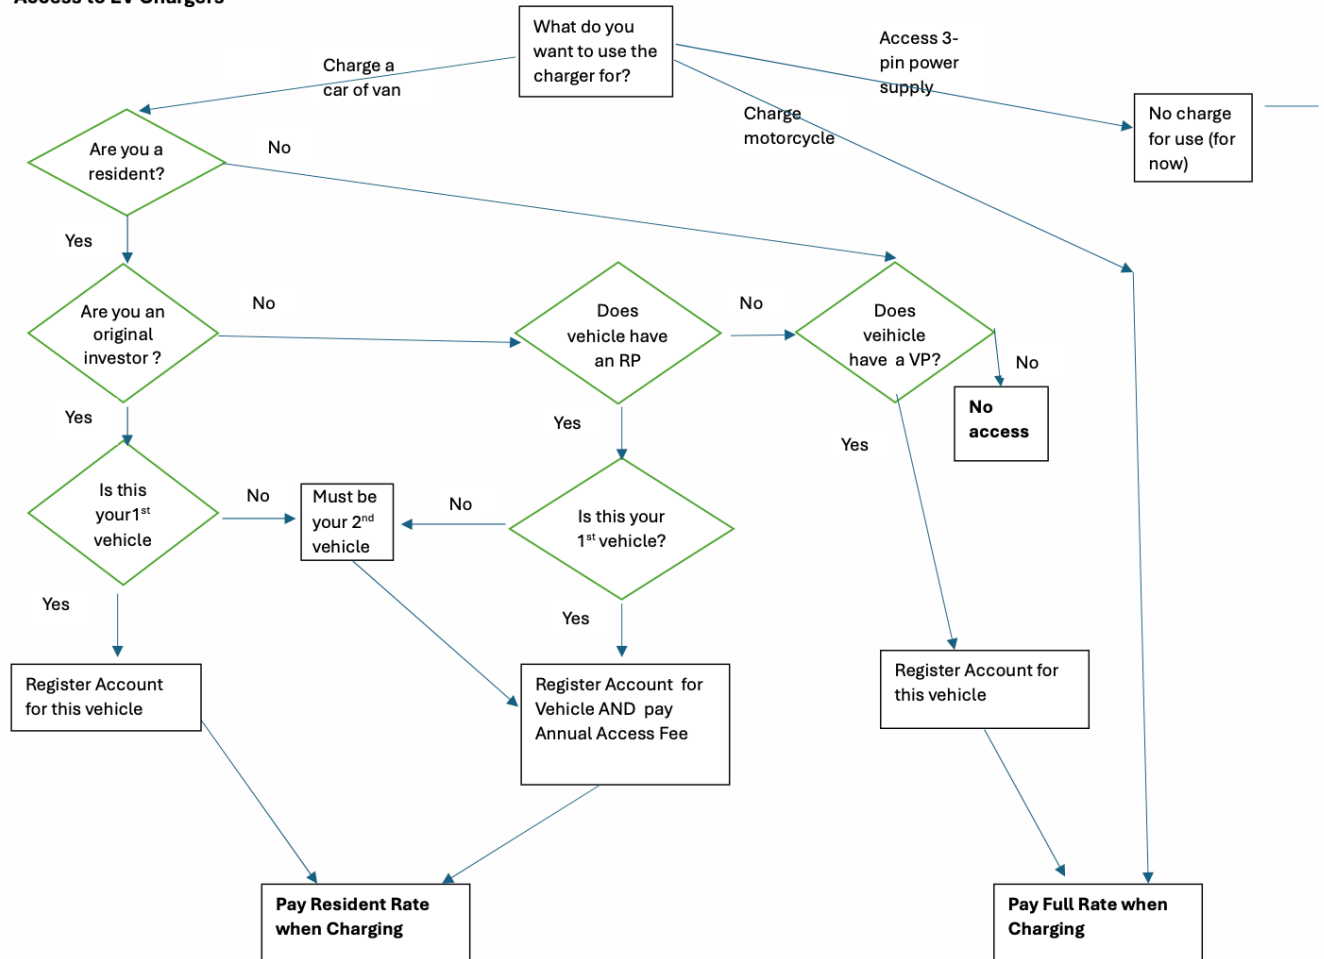 Access to EV Chargers
What do you
want to use the
charger for?
Charge a
car of van
Access 3-
pin power
supply
Charge
motorcycle
No charge
for use (for
now)
Are you a
resident?
No
Yes
Are you an
original
investor ?
No
Does
vehicle have
an RP
No
Does
veihicle
have  a VP?
No
No
access
Yes
Yes
Yes
Is this
your1st
vehicle
No
Must be
your 2nd
vehicle
No
Is this your
1st vehicle?
Yes
Yes
Register Account
for this vehicle
Register Account  for
Vehicle AND  pay
Annual Access Fee
Register Account for
this vehicle
Pay Resident Rate
when Charging
Pay Full Rate when
Charging